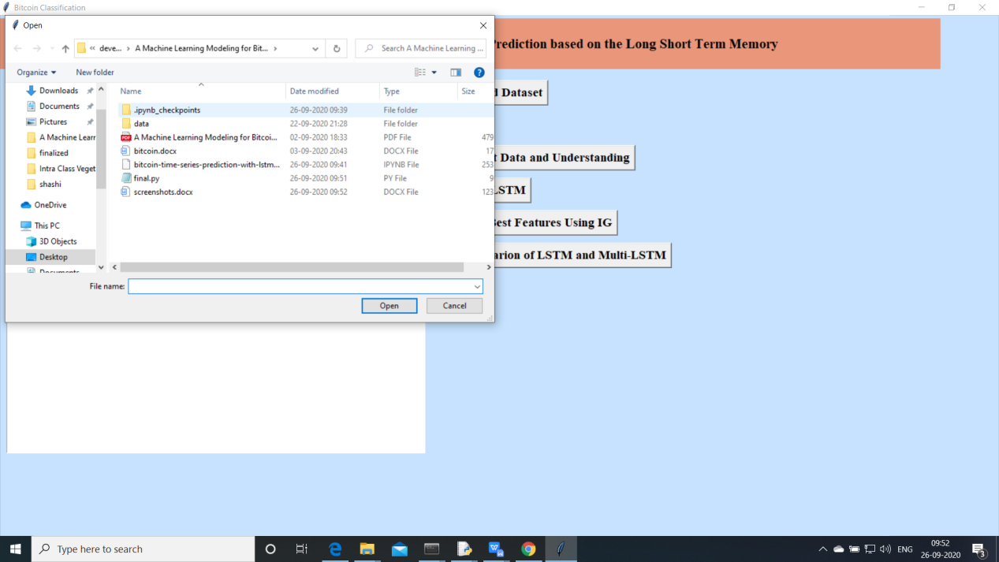 Bitcoin Classification
Open
deve... > A Machine Learning Modeling for Bit... >
Search A Machine Learning ...
Prediction based on the Long Short Term Memory
Organize
New folder
Name
Date modified
Type
Size
Downloads
Documents
Pictures
A Machine Learr
finalized
Intra Class Veget
shashi
OneDrive
This PC
3D Objects
Desktop
Documents
.ipynb_checkpoints 26-09-2020 09:39 File folder
data 22-09-2020 21:28 File folder
PDF A Machine Learning Modeling for Bitcoi... 02-09-2020 18:33 PDF File 479
bitcoin.docx 03-09-2020 20:43 DOCX File 17
bitcoin-time-series-prediction-with-lstm... 26-09-2020 09:41 IPYNB File 253
final.py 26-09-2020 09:51 PY File 9
screenshots.docx 26-09-2020 09:52 DOCX File 123
File name:
Open
Cancel
d Dataset
t Data and Understanding
LSTM
Best Features Using IG
arion of LSTM and Multi-LSTM
Type here to search
ENG
09:52
26-09-2020
3